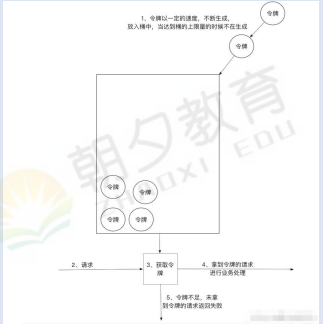 令牌
1、令牌以一定的速度，不断生成，
放入桶中，当达到桶的上限量的时候不在生成
令牌
朝夕教育
ZHAOXI EDU
令牌
令牌
令牌
令牌
2、请求
3、获取令
牌
4、拿到令牌的请求
进行业务处理
5、令牌不足，未拿
到令牌的请求返回失败